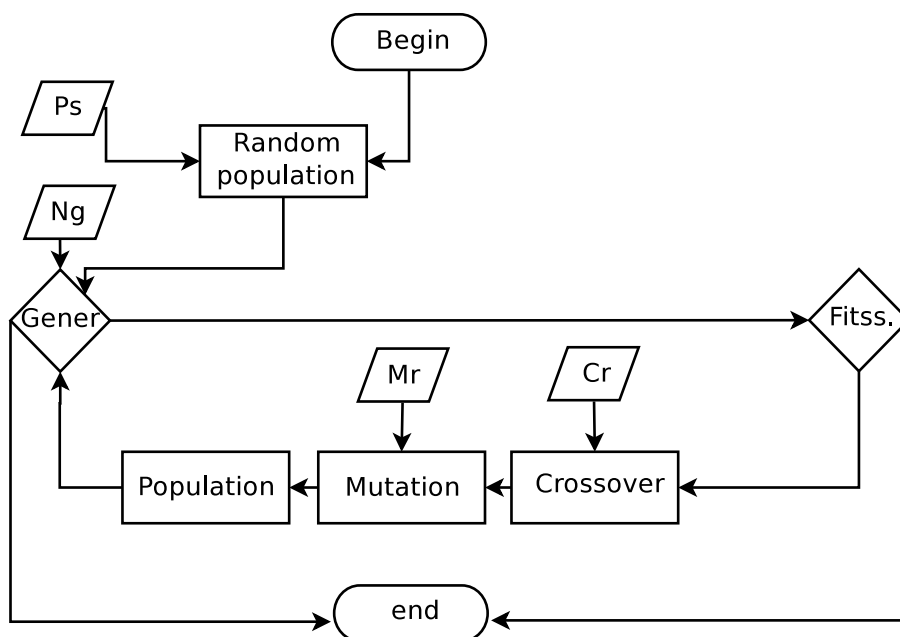 Begin
Ps
Random
population
Ng
Gener
Fitss.
Mr
Cr
Population
Mutation
Crossover
end